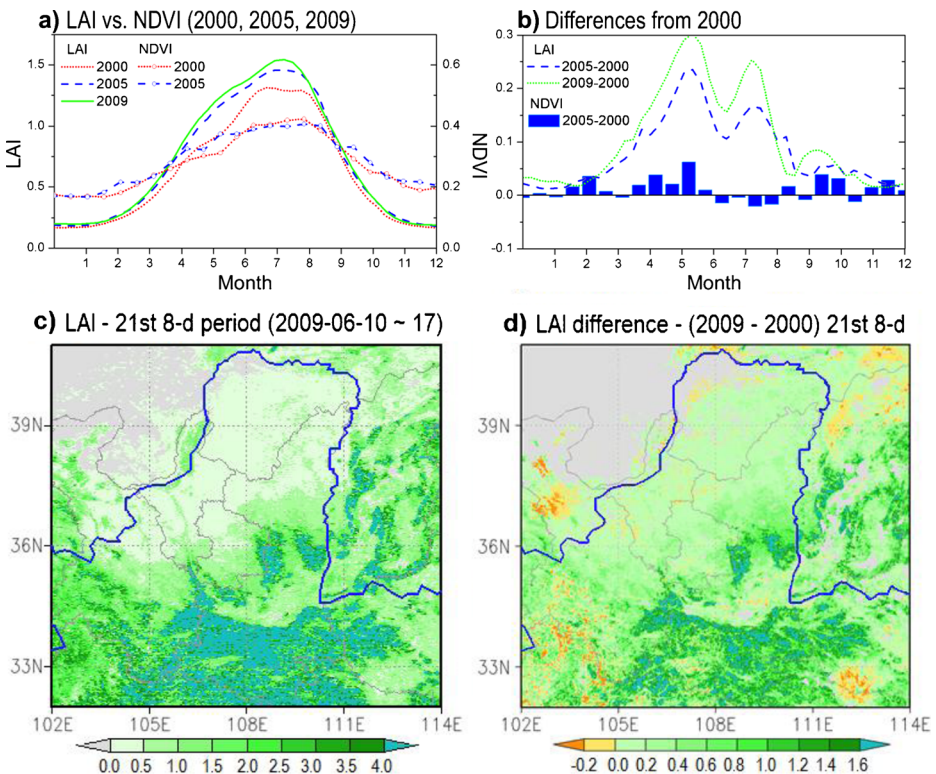 a) LAI vs. NDVI (2000, 2005, 2009)
LAI NDVI
2000 2000
2005 2005
2009
1.5
1.0
0.5
0.0
LAI
0.6
0.4
0.2
0.0
1 2 3 4 5 6 7 8 9 10 11 12
Month
b) Differences from 2000
LAI
2005-2000
2009-2000
NDVI
2005-2000
0.3
0.2
0.1
0.0
-0.1
NDVI
1 2 3 4 5 6 7 8 9 10 11 12
Month
c) LAI - 21st 8-d period (2009-06-10 ~ 17)
39N
36N
33N
102E 105E 108E 111E 114E
0.0 0.5 1.0 1.5 2.0 2.5 3.0 3.5 4.0
d) LAI difference - (2009 - 2000) 21st 8-d
39N
36N
33N
102E 105E 108E 111E 114E
-0.2 0.0 0.2 0.4 0.6 0.8 1.0 1.2 1.4 1.6